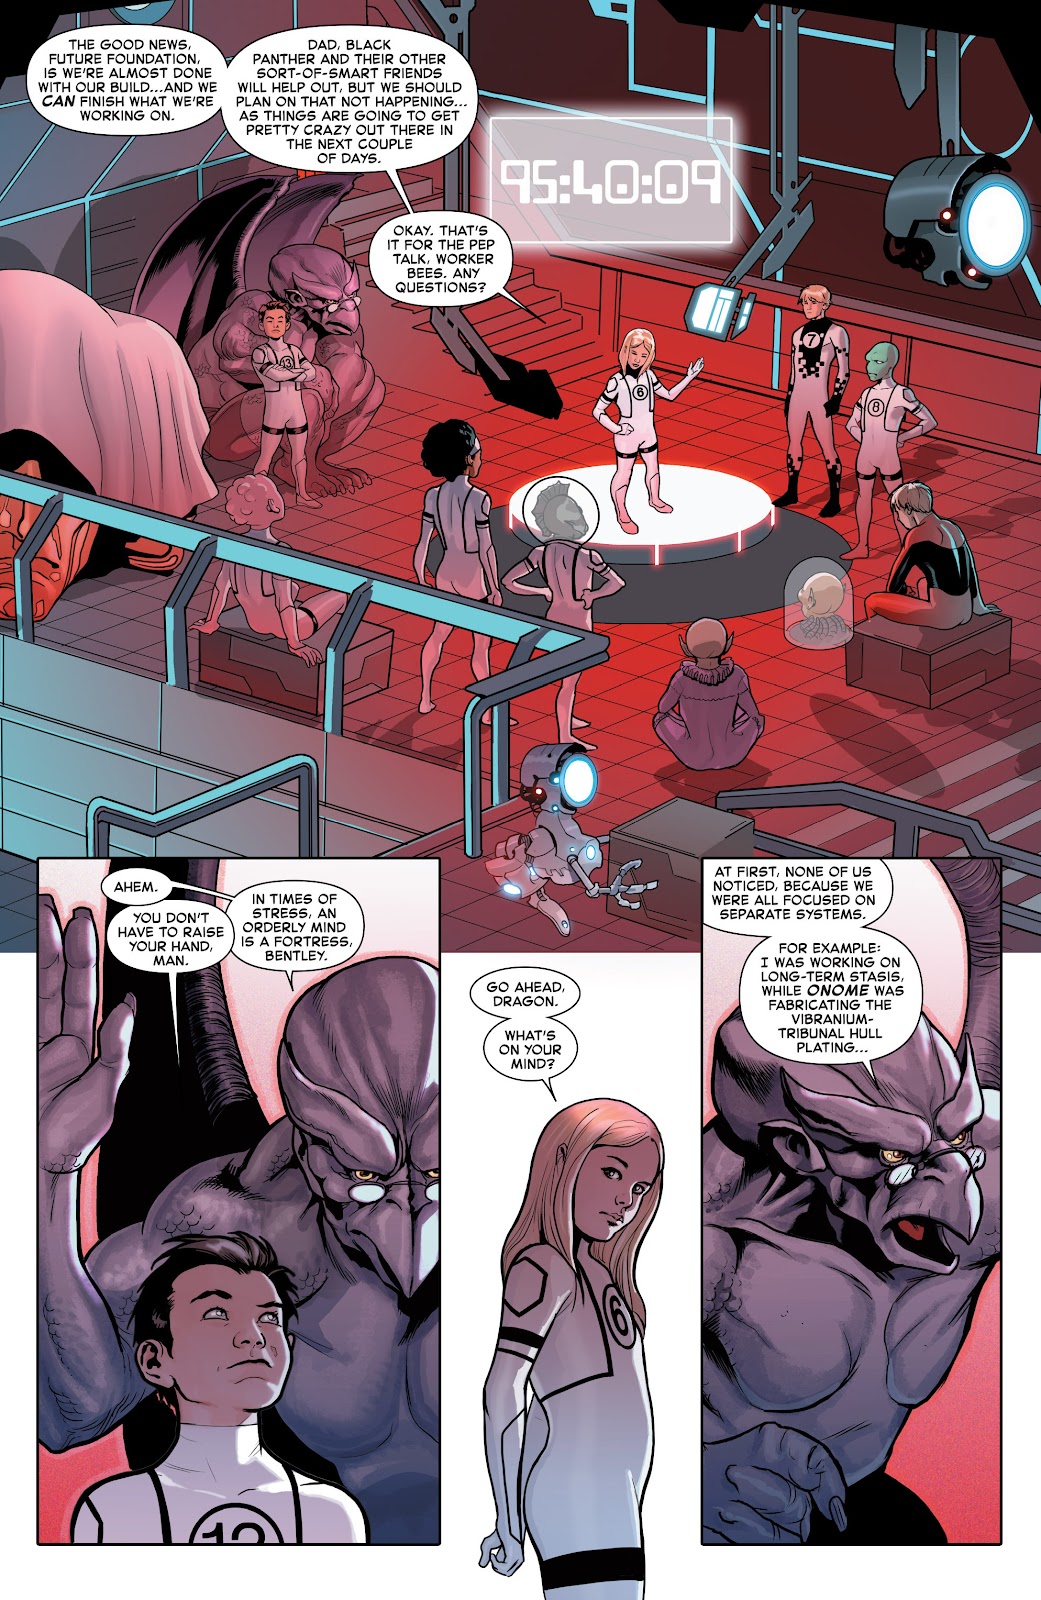 THE GOOD NEWS,
FUTURE FOUNDATION,
IS WE'RE ALMOST DONE
WITH OUR BUILD...AND WE
CAN FINISH WHAT WE'RE
WORKING ON.
DAD, BLACK
PANTHER AND THEIR OTHER
SORT-OF-SMART FRIENDS
WILL HELP OUT, BUT WE SHOULD
PLAN ON THAT NOT HAPPENING...
AS THINGS ARE GOING TO GET
PRETTY CRAZY OUT THERE IN
THE NEXT COUPLE
OF DAYS.
95:40:09
OKAY. THAT'S
IT FOR THE PEP
TALK, WORKER
BEES. ANY
QUESTIONS?
13
6
7
8
AHEM.
YOU DON'T
HAVE TO RAISE
YOUR HAND,
MAN.
IN TIMES OF
STRESS, AN
ORDERLY MIND
IS A FORTRESS,
BENTLEY.
GO AHEAD,
DRAGON.
WHAT'S
ON YOUR
MIND?
6
AT FIRST, NONE OF US
NOTICED, BECAUSE WE
WERE ALL FOCUSED ON
SEPARATE SYSTEMS.
FOR EXAMPLE:
I WAS WORKING ON
LONG-TERM STASIS,
WHILE ONOME WAS
FABRICATING THE
VIBRANIUM-
TRIBUNAL HULL
PLATING...